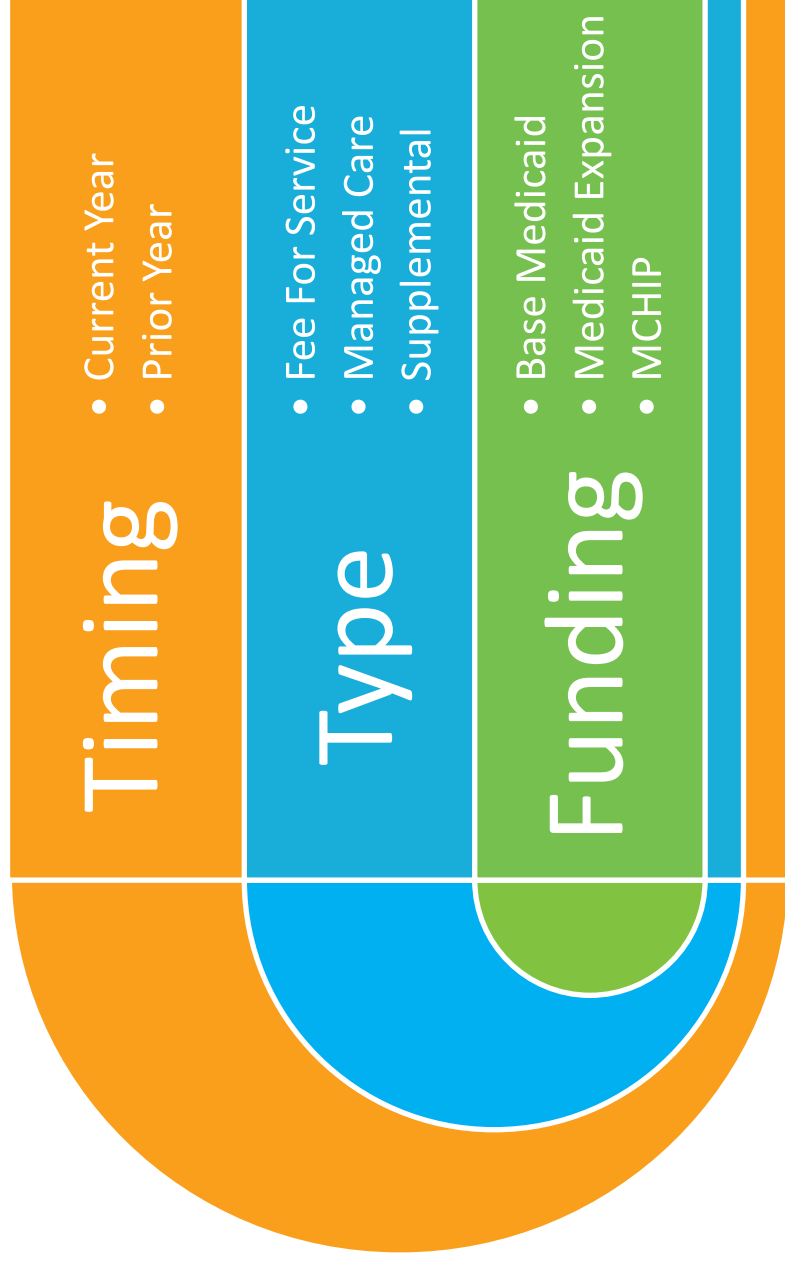 Timing
• Current Year
• Prior Year
Type
• Fee For Service
• Managed Care
• Supplemental
Funding
• Base Medicaid
• Medicaid Expansion
• MCHIP